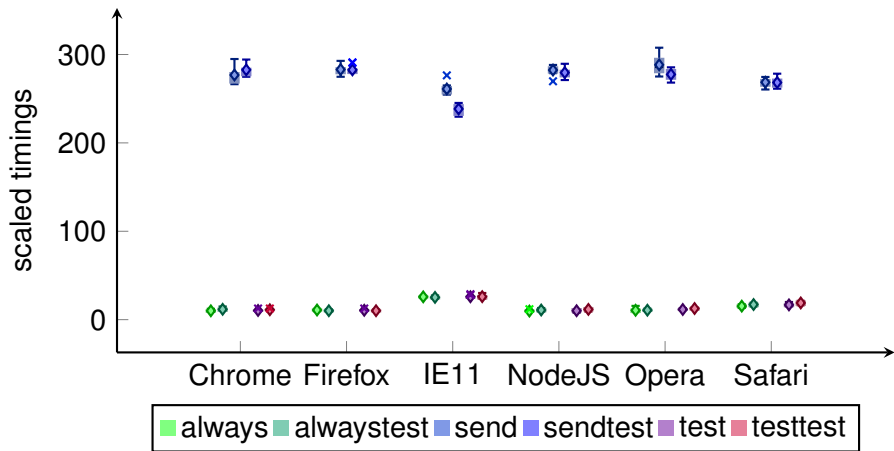 scaled timings
300
200
100
0
Chrome Firefox IE11 NodeJS Opera Safari
always alwaystest send sendtest test testtest